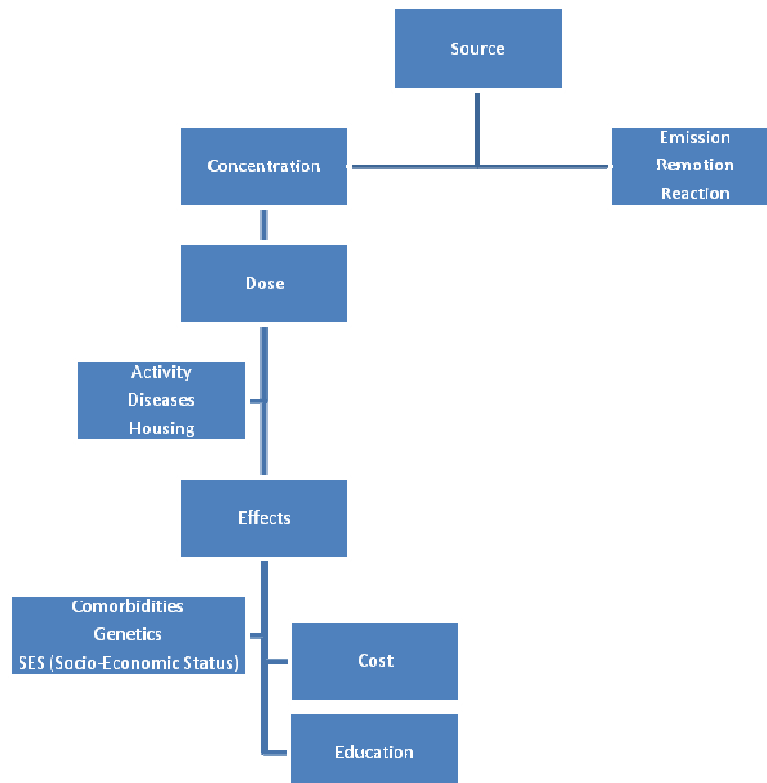 Source
Concentration
Emission
Remotion
Reaction
Dose
Activity
Diseases
Housing
Effects
Comorbidities
Genetics
SES (Socio-Economic Status)
Cost
Education